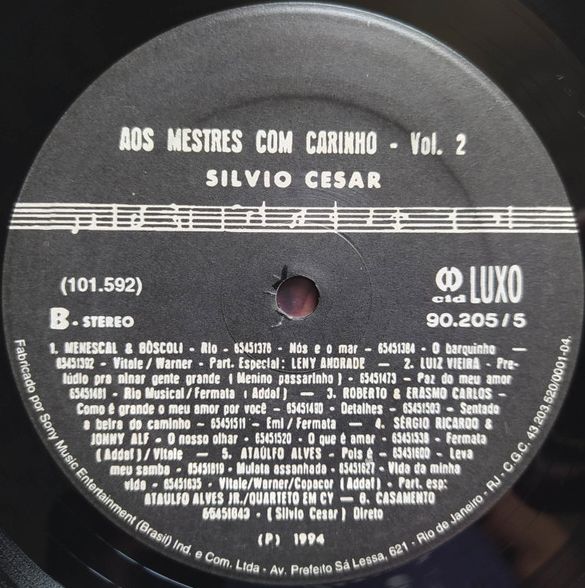 AOS MESTRES COM CARINHO - Vol. 2
SILVIO CESAR
(101.592)
cid LUXO
B - STEREO
90.205/5
1. MENESCAL & BÔSCOLI - Rio - 65451376 - Nós e o mar - 65451384 - O barquinho -
65451392 - Vitale / Warner - Part. Especial: LENY ANDRADE - 2. LUIZ VIEIRA - Pre-
lúdio pra ninar gente grande ( Menino passarinho ) - 65451473 - Paz do meu amor
- 65451481 - Rio Musical / Fermata ( Addaf ) - 3. ROBERTO & ERASMO CARLOS -
Como é grande o meu amor por você - 65451490 - Detalhes - 65451503 - Sentado
a beira do caminho - 65451511 - Emi / Fermata - 4. SÉRGIO RICARDO &
JONNY ALF - O nosso olhar - 65451520 - O que é amar - 65451538 - Fermata
( Addaf ) / Vitale - 5. ATAÚLFO ALVES - Pois é - 65451600 - Leva
meu samba - 65451619 - Mulata assanhada - 65451627 - Vida da minha
vida - 65451635 - Vitale/Warner/Copacor (Addaf) - Part. esp:
ATAÚLFO ALVES JR./QUARTETO EM CY - 6. CASAMENTO
65451643 - ( Silvio Cesar ) Direto
(P) 1994
Fabricado por Sony Music Entertainment (Brasil) Ind. e Com. Ltda - Av. Prefeito Sá Lessa, 621 - Rio de Janeiro - RJ - C.G.C. 43.203.520/0001-04.